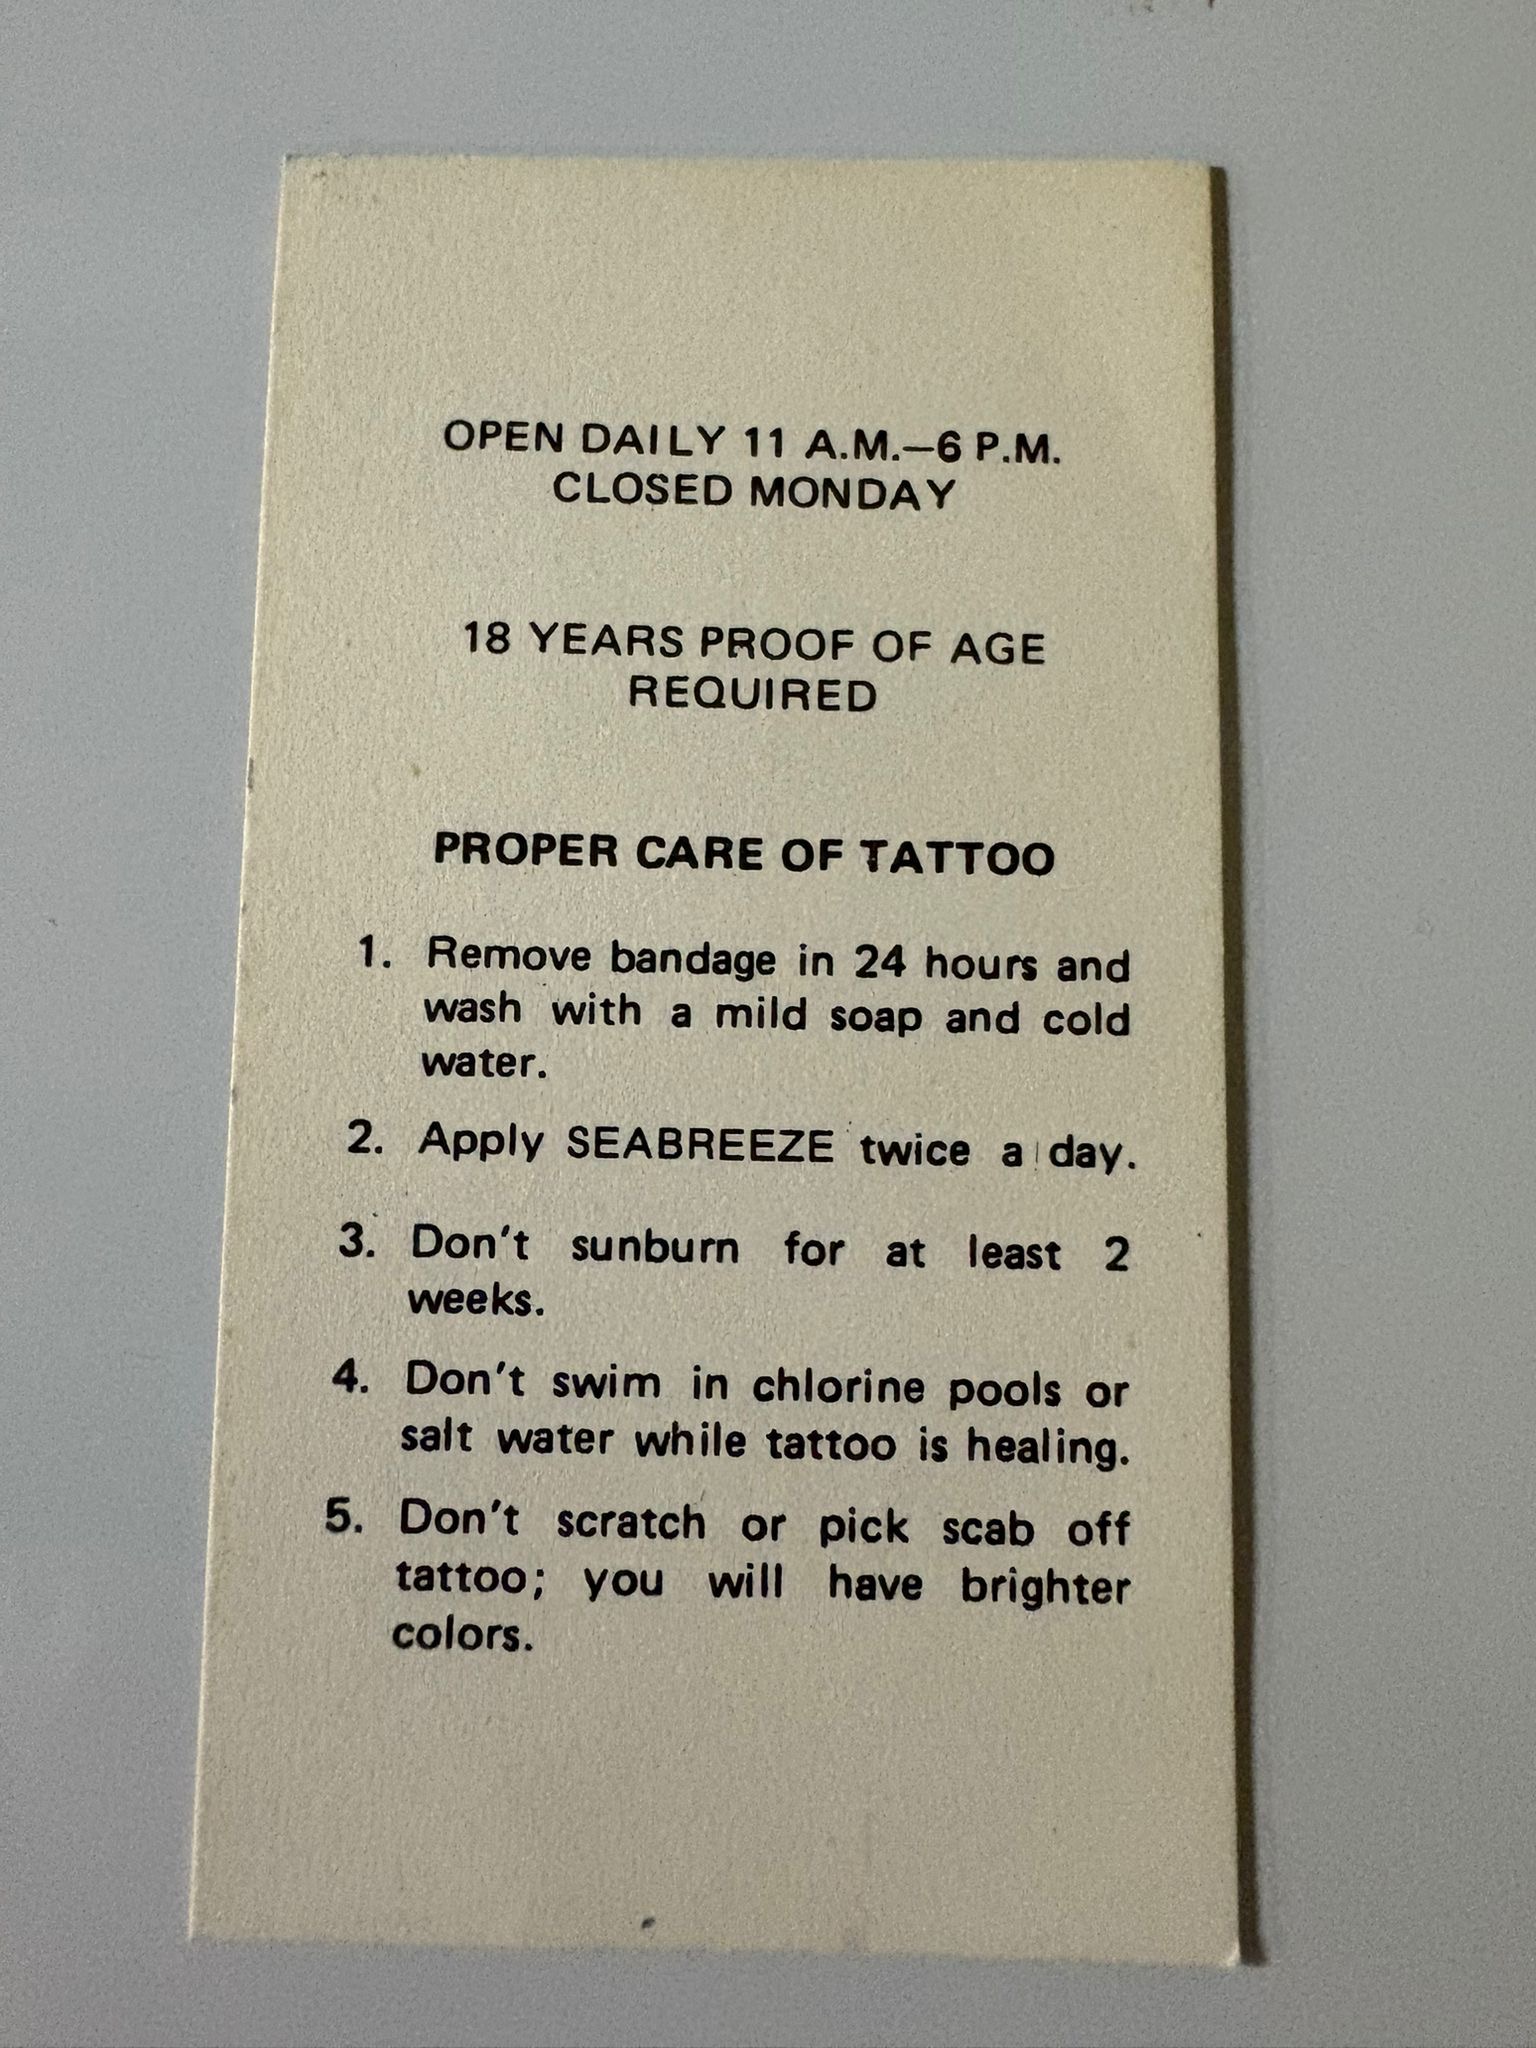 OPEN DAILY 11 A.M.—6 P.M.
CLOSED MONDAY
18 YEARS PROOF OF AGE
REQUIRED
PROPER CARE OF TATTOO
1. Remove bandage in 24 hours and
wash with a mild soap and cold
water.
2. Apply SEABREEZE twice a day.
3. Don't sunburn for at least 2
weeks.
4. Don't swim in chlorine pools or
salt water while tattoo is healing.
5. Don't scratch or pick scab off
tattoo; you will have brighter
colors.